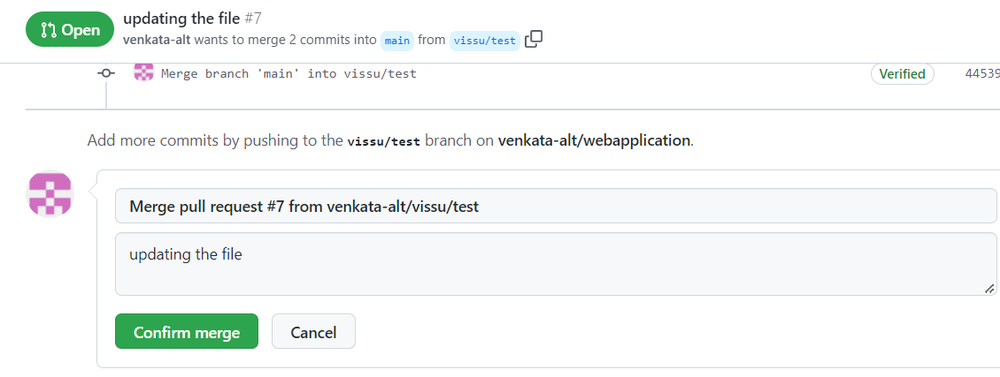 Open
updating the file #7
venkata-alt wants to merge 2 commits into main from vissu/test
Merge branch 'main' into vissu/test Verified 44539
Add more commits by pushing to the vissu/test branch on venkata-alt/webapplication.
Merge pull request #7 from venkata-alt/vissu/test
updating the file
Confirm merge Cancel